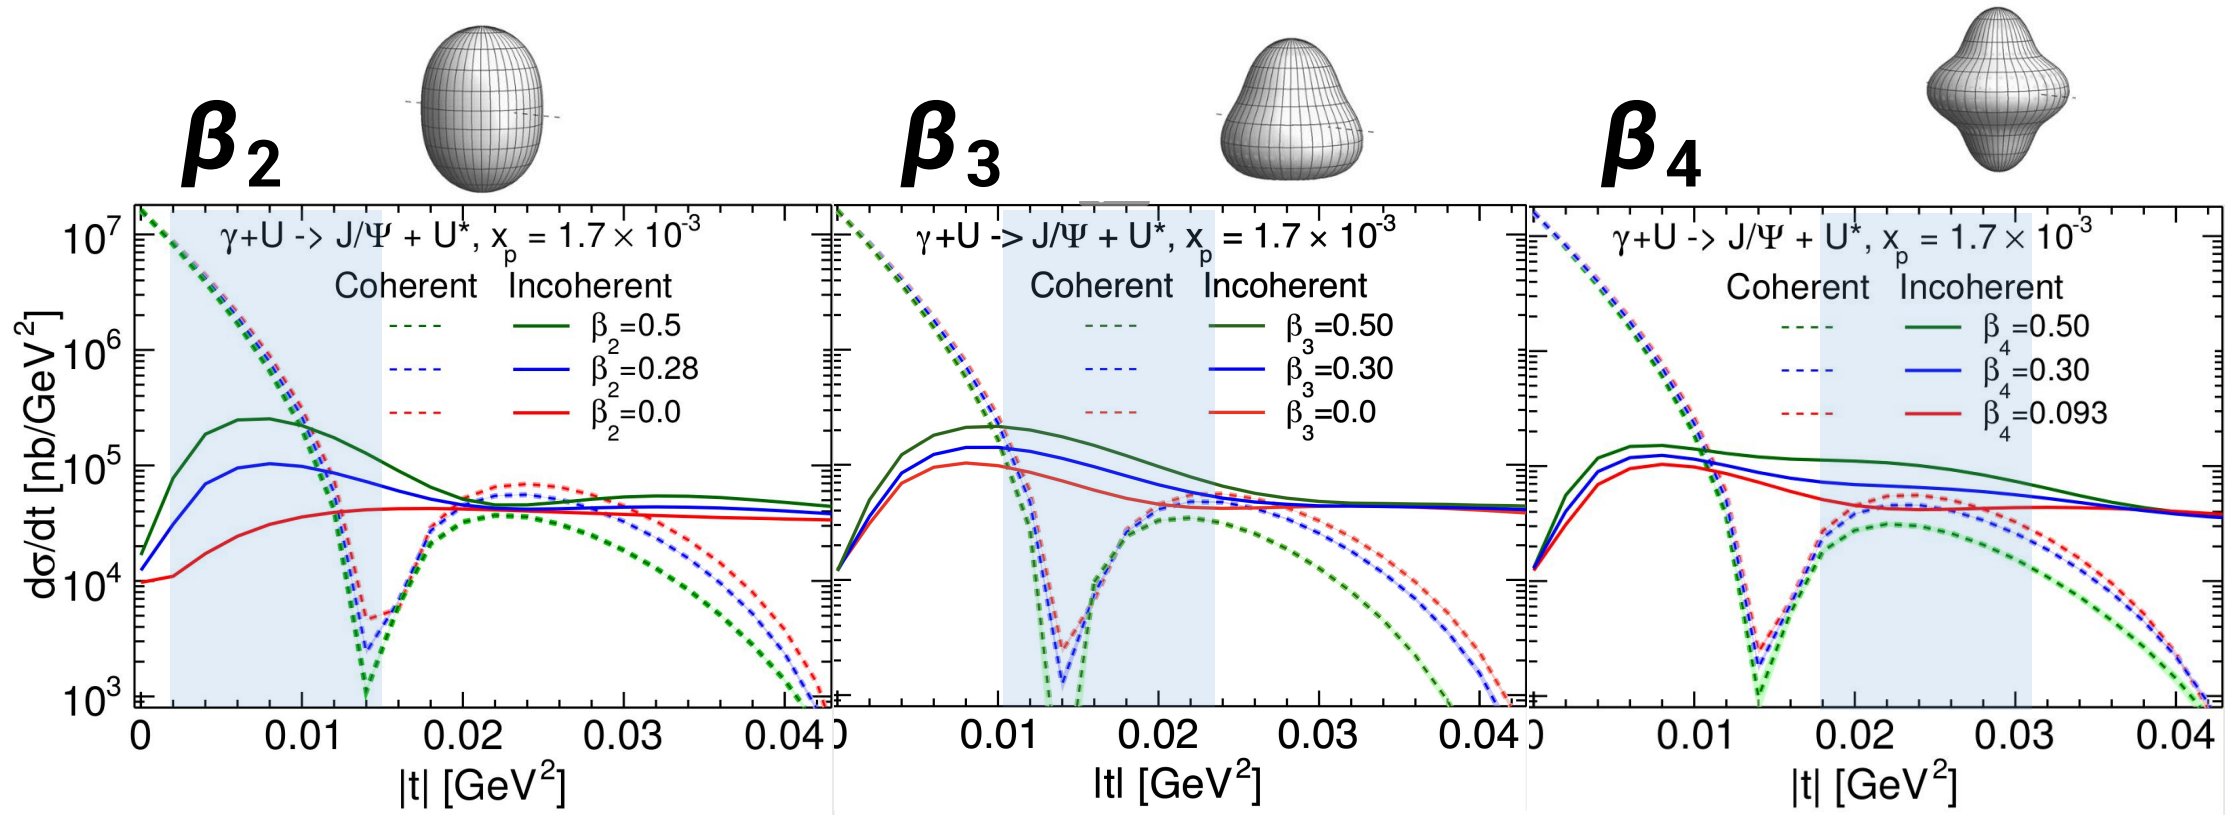 β2
β3
β4
γ+U -> J/Ψ + U*, xp = 1.7 × 10⁻³
Coherent Incoherent
β2=0.5
β2=0.28
β2=0.0
dσ/dt [nb/GeV²]
10⁷
10⁶
10⁵
10⁴
10³
0 0.01 0.02 0.03 0.04
|t| [GeV²]
γ+U -> J/Ψ + U*, xp = 1.7 × 10⁻³
Coherent Incoherent
β3=0.50
β3=0.30
β3=0.0
0 0.01 0.02 0.03 0.04
|t| [GeV²]
γ+U -> J/Ψ + U*, xp = 1.7 × 10⁻³
Coherent Incoherent
β4=0.50
β4=0.30
β4=0.093
0 0.01 0.02 0.03 0.04
|t| [GeV²]